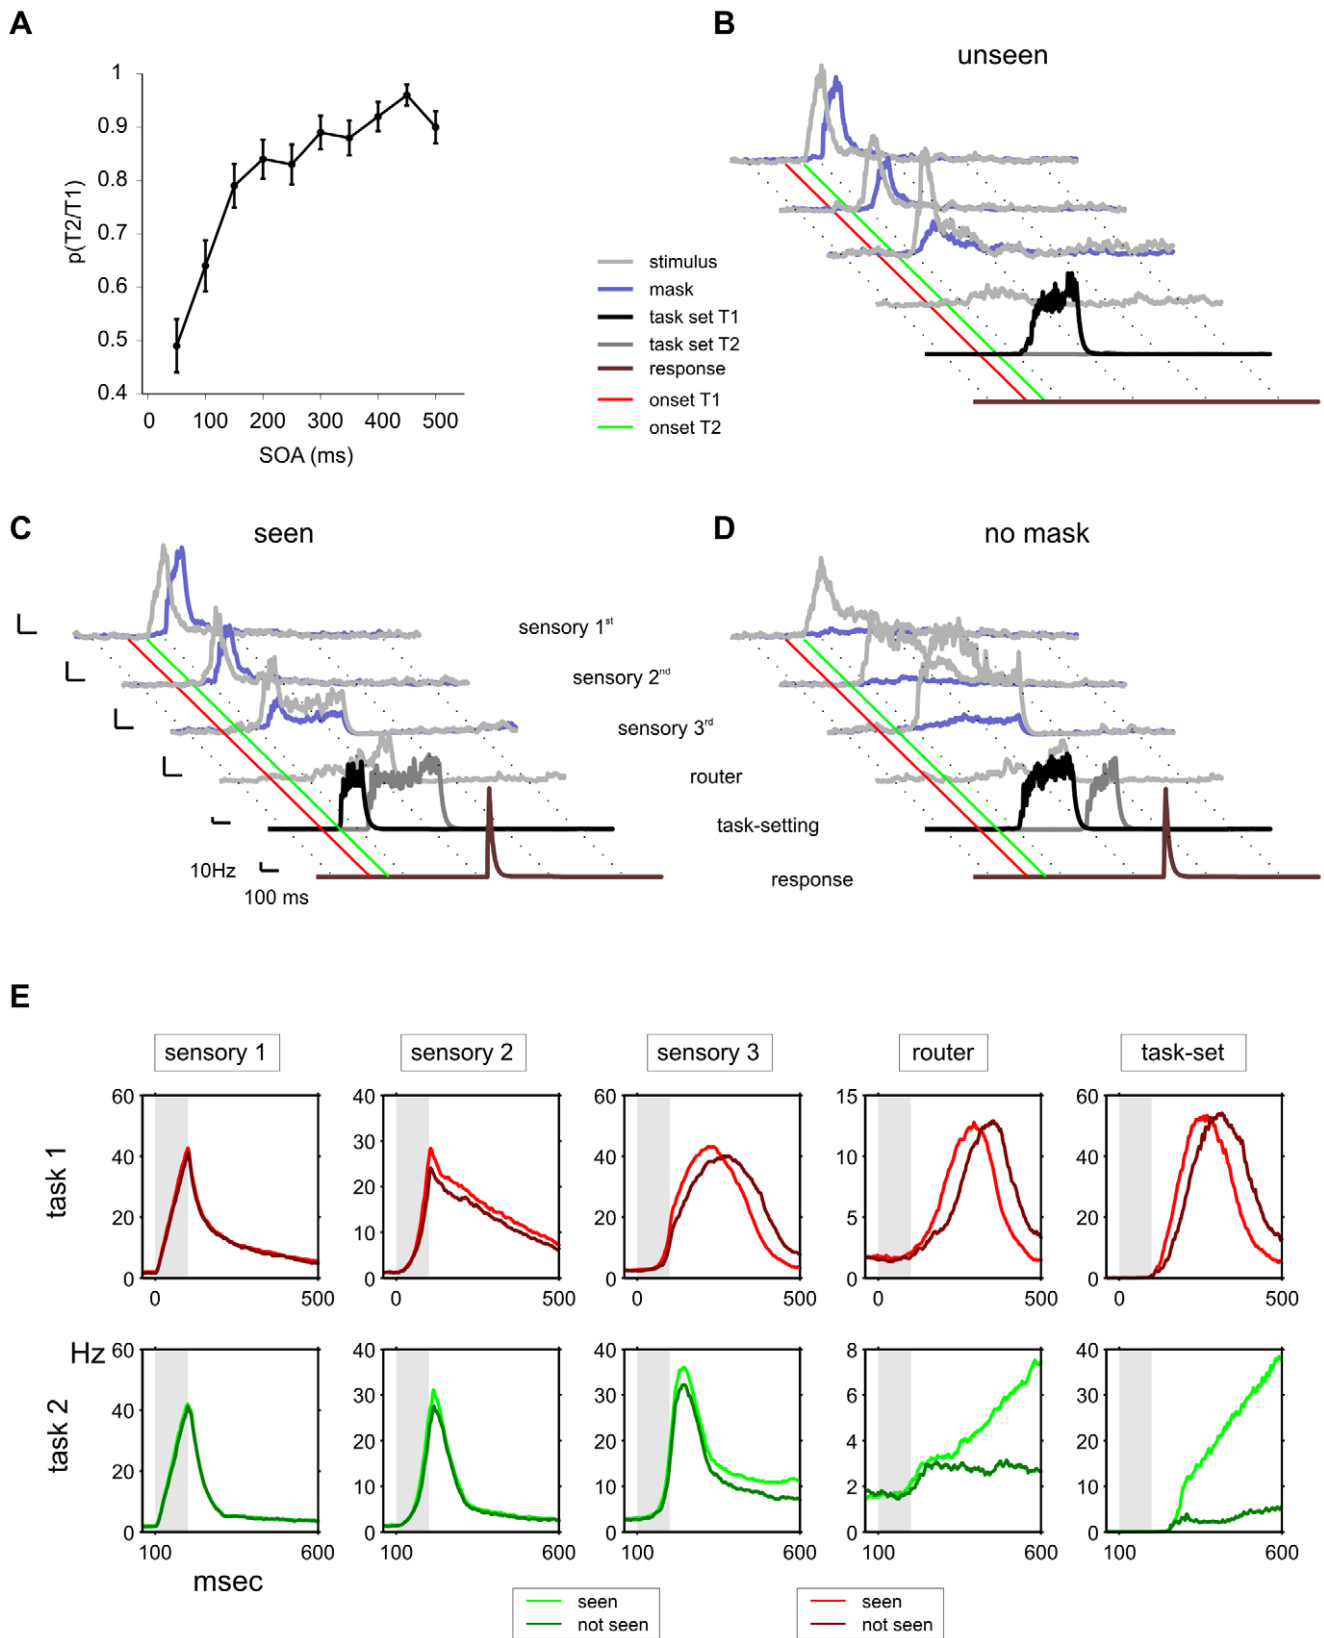 A
1
0.9
0.8
0.7
0.6
0.5
0.4
p(T2/T1)
0 100 200 300 400 500
SOA (ms)
B
unseen
stimulus
mask
task set T1
task set T2
response
onset T1
onset T2
C
seen
D
no mask
sensory 1st
sensory 2nd
sensory 3rd
router
task-setting
response
10Hz
100 ms
E
sensory 1 sensory 2 sensory 3 router task-set
task 1
60 40 20 0
0 500
40 30 20 10 0
0 500
60 40 20 0
0 500
15 10 5 0
0 500
60 40 20 0
0 500
task 2
Hz
60 40 20 0
100 600
40 30 20 10 0
100 600
40 30 20 10 0
100 600
8 6 4 2 0
100 600
40 30 20 10 0
100 600
msec
seen
not seen
seen
not seen